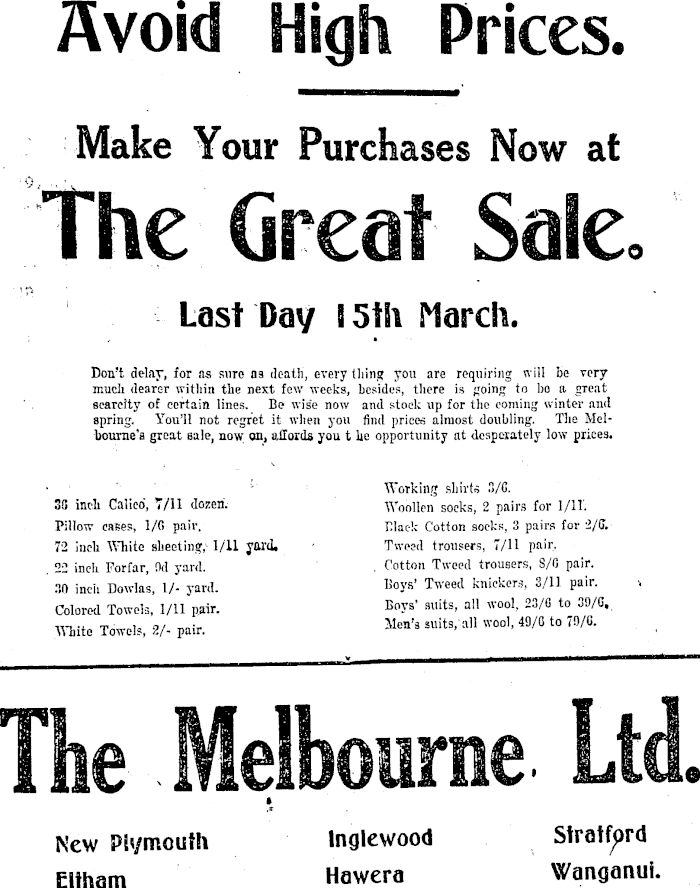 Avoid High Prices.
Make Your Purchases Now at
The Great Sale.
Last Day 15th March.
Don't delay, for as sure as death, every thing you are requiring will be very
much dearer within the next few weeks, besides, there is going to be a great
scarcity of certain lines. Be wise now and stock up for the coming winter and
spring. You'll not regret it when you find prices almost doubling. The Mel-
bourne's great sale, now on, affords you t he opportunity at desperately low prices.
36 inch Calico, 7/11 dozen.
Pillow cases, 1/6 pair.
72 inch White sheeting, 1/11 yard.
22 inch Forfar, 9d yard.
30 inch Dowlas, 1/- yard.
Colored Towels, 1/11 pair.
White Towels, 2/- pair.
Working shirts 3/6.
Woollen socks, 2 pairs for 1/11.
Black Cotton socks, 3 pairs for 2/6.
Tweed trousers, 7/11 pair.
Cotton Tweed trousers, 8/6 pair.
Boys' Tweed knickers, 3/11 pair.
Boys' suits, all wool, 23/6 to 39/6.
Men's suits, all wool, 49/6 to 79/6.
The Melbourne Ltd.
New Plymouth Inglewood Stratford
Eltham Hawera Wanganui.